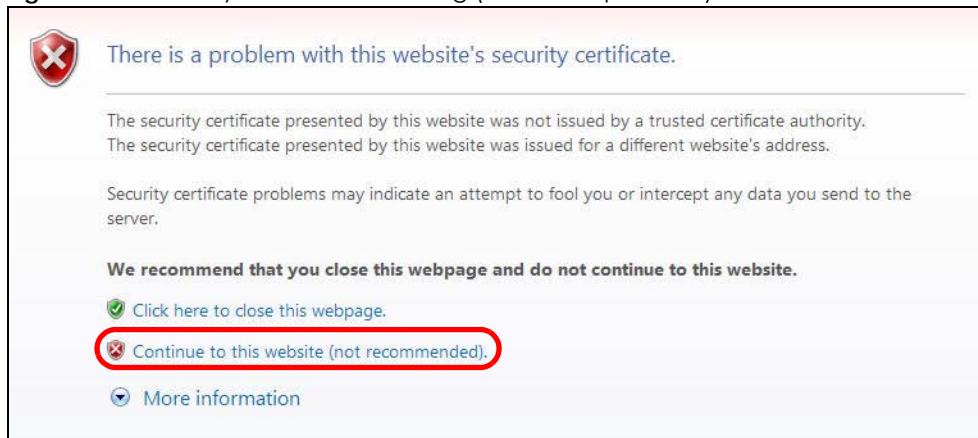 There is a problem with this website's security certificate.
The security certificate presented by this website was not issued by a trusted certificate authority.
The security certificate presented by this website was issued for a different website's address.
Security certificate problems may indicate an attempt to fool you or intercept any data you send to the
server.
We recommend that you close this webpage and do not continue to this website.
Click here to close this webpage.
Continue to this website (not recommended).
More information